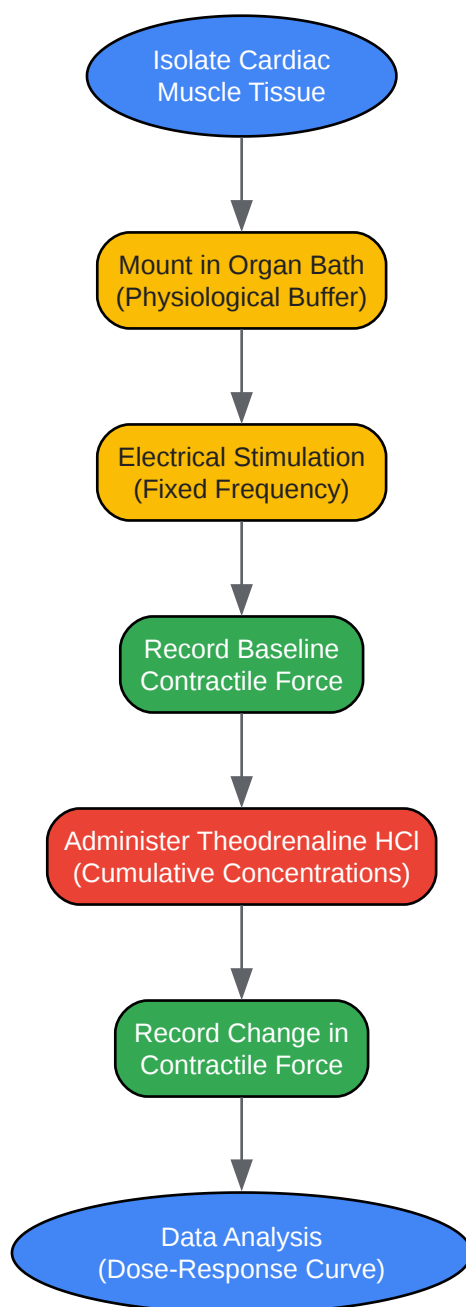 Isolate Cardiac
Muscle Tissue
Mount in Organ Bath
(Physiological Buffer)
Electrical Stimulation
(Fixed Frequency)
Record Baseline
Contractile Force
Administer Theodrenaline HCl
(Cumulative Concentrations)
Record Change in
Contractile Force
Data Analysis
(Dose-Response Curve)